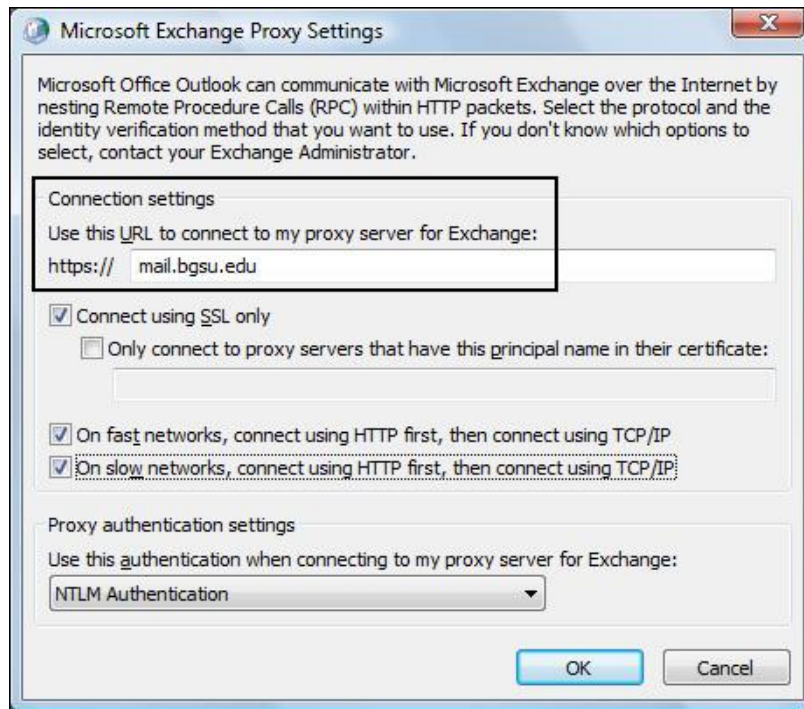 Microsoft Exchange Proxy Settings
Microsoft Office Outlook can communicate with Microsoft Exchange over the Internet by
nesting Remote Procedure Calls (RPC) within HTTP packets. Select the protocol and the
identity verification method that you want to use. If you don't know which options to
select, contact your Exchange Administrator.
Connection settings
Use this URL to connect to my proxy server for Exchange:
https:// mail.bgsu.edu
Connect using SSL only
Only connect to proxy servers that have this principal name in their certificate:
On fast networks, connect using HTTP first, then connect using TCP/IP
On slow networks, connect using HTTP first, then connect using TCP/IP
Proxy authentication settings
Use this authentication when connecting to my proxy server for Exchange:
NTLM Authentication
OK Cancel